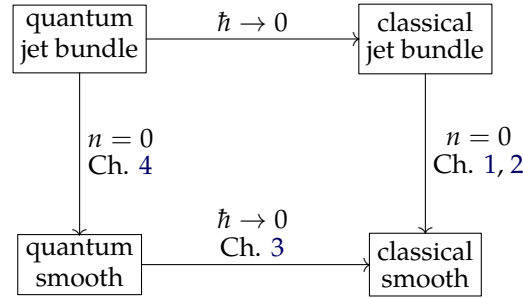 quantum
jet bundle
ħ → 0
classical
jet bundle
n = 0
Ch. 4
n = 0
Ch. 1, 2
quantum
smooth
ħ → 0
Ch. 3
classical
smooth